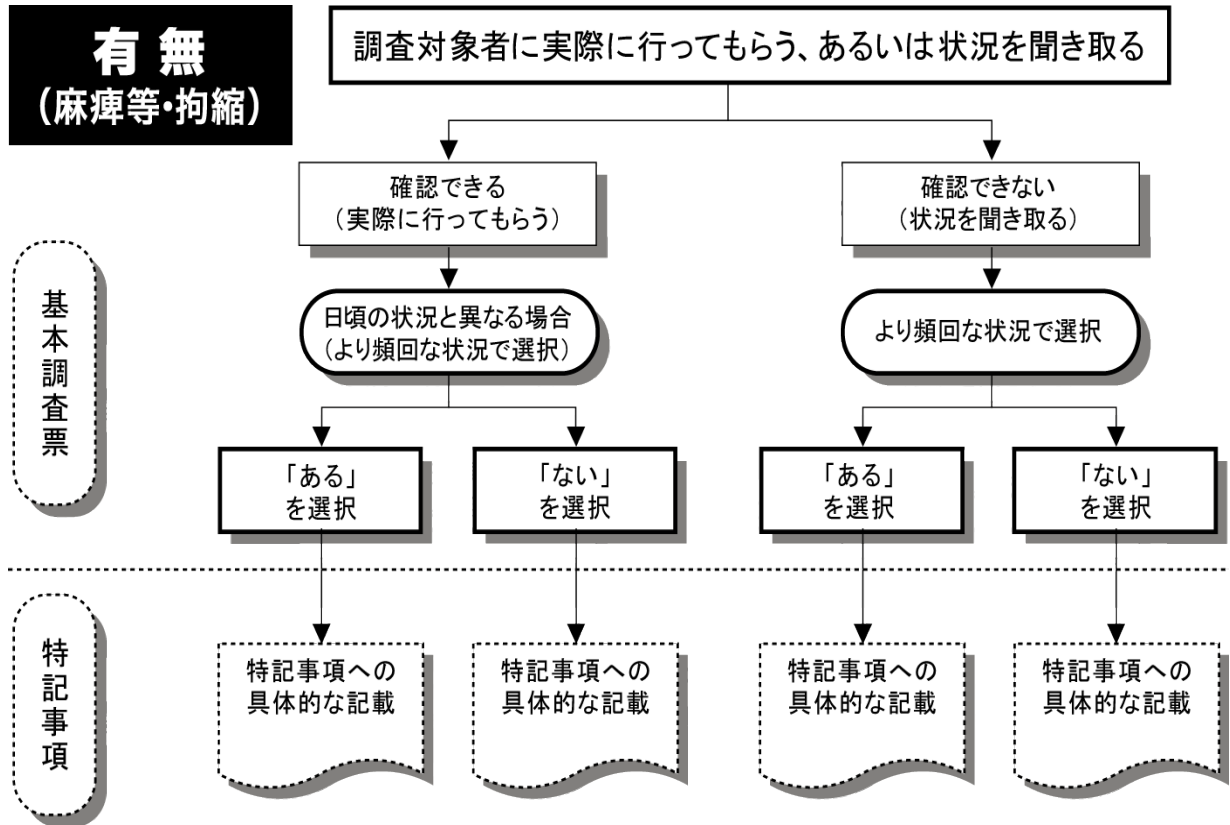 有無
（麻痺等・拘縮）
調査対象者に実際に行ってもらう、あるいは状況を聞き取る
確認できる
（実際に行ってもらう）
確認できない
（状況を聞き取る）
基本調査票
日頃の状況と異なる場合
（より頻回な状況で選択）
より頻回な状況で選択
「ある」
を選択
「ない」
を選択
「ある」
を選択
「ない」
を選択
特記事項
特記事項への
具体的な記載
特記事項への
具体的な記載
特記事項への
具体的な記載
特記事項への
具体的な記載